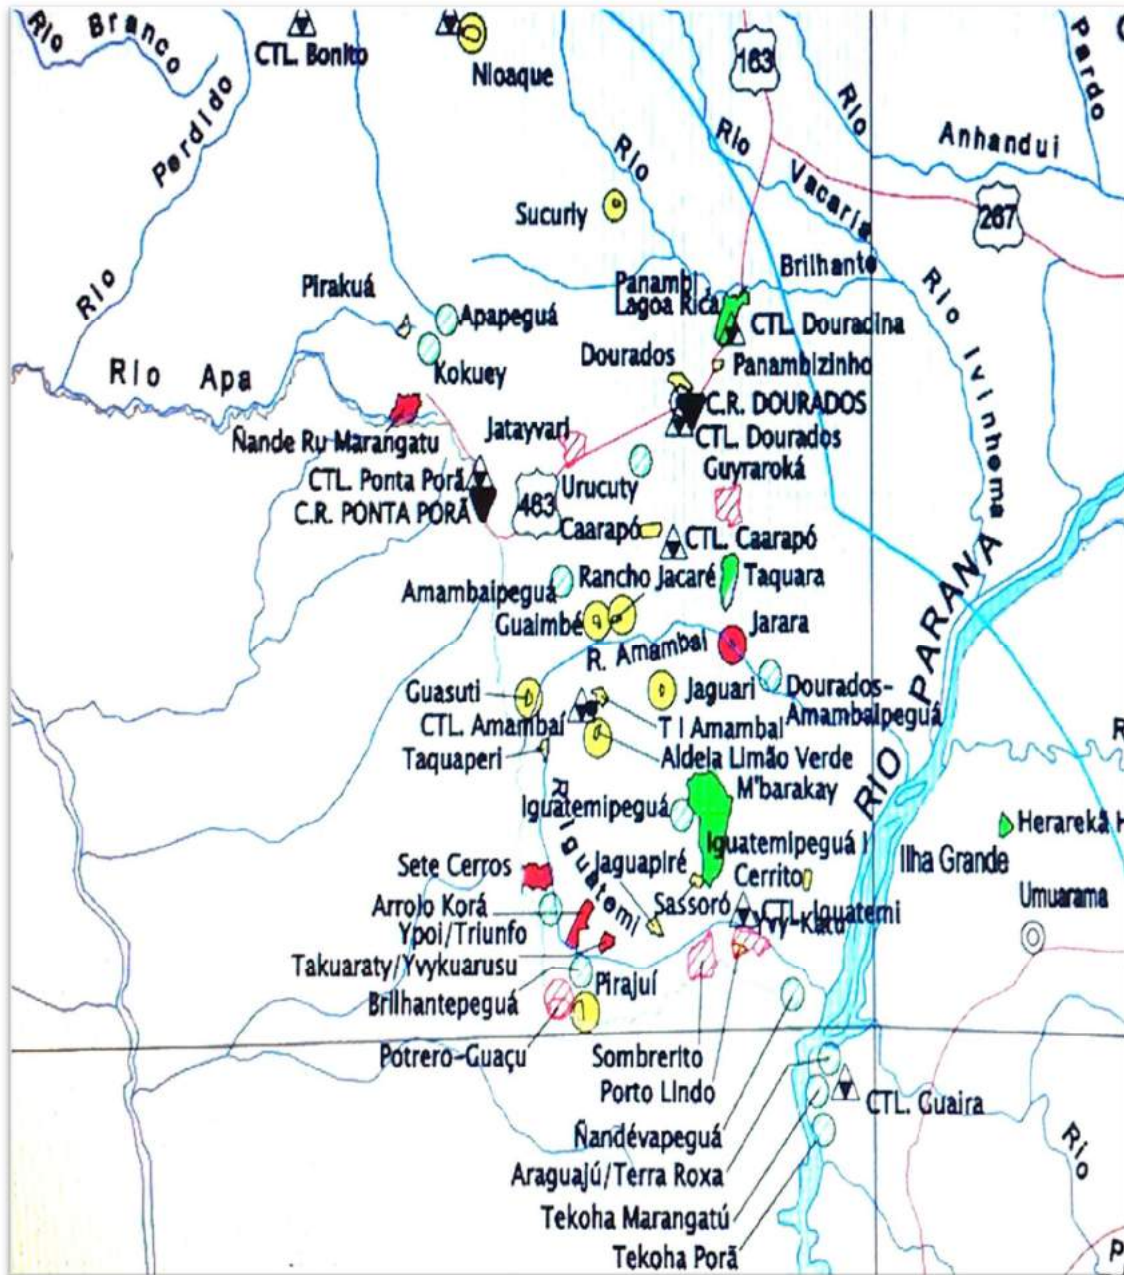 Rio Branco
CTL. Bonito
Nioaque
163
Pardo
Rio Perdido
Rio
Rio
Rio
Anhandui
Vacaria
267
Sucuriy
Pirakuá
Apapeguá
Kokuey
Panambi
Lagoa Rica
Brilhante
CTL. Douradina
Rio Ivinhema
Rio Apa
Dourados
Panambizinho
C.R. DOURADOS
CTL. Dourados
Ñande Ru Marangatu
Jatayvari
Guyraroká
CTL. Ponta Porã
C.R. PONTA PORÃ
463
Urucuty
Caarapó
CTL. Caarapó
Amambaipeguá
Rancho Jacaré
Taquara
Guaimbé
Jarara
R. Amambai
RIO PARANA
Guasuti
Jaguari
Dourados-
Amambaipeguá
CTL. Amambaí
T I Amambai
Taquaperi
Aldeia Limão Verde
M'barakay
RIO
Iguatemipeguá
R. Iguatemi
Iguatemipeguá I
Herarekã H
Ilha Grande
Sete Cerros
Jaguapiré
Cerrito
Umuarama
Arroio Korá
Sassoró
CTL. Iguatemi
Yvy-Katu
Ypoi/Triunfo
Takuaraty/Yvykuarusu
Pirajuí
Brilhantepeguá
Potrero-Guaçu
Sombrerito
Porto Lindo
CTL. Guaira
Ñandévapeguá
Rio
Araguajú/Terra Roxa
Tekoha Marangatú
Tekoha Porã